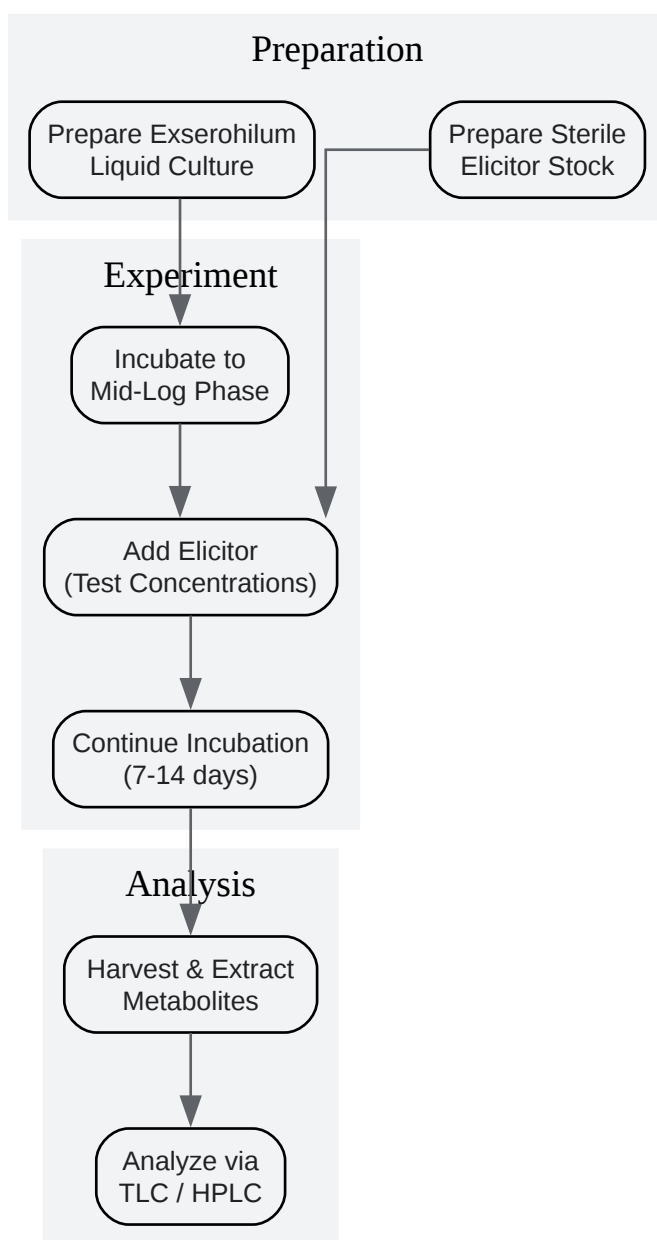 Preparation
Prepare Exserohilum
Liquid Culture
Prepare Sterile
Elicitor Stock
Experiment
Incubate to
Mid-Log Phase
Add Elicitor
(Test Concentrations)
Continue Incubation
(7-14 days)
Analysis
Harvest & Extract
Metabolites
Analyze via
TLC / HPLC